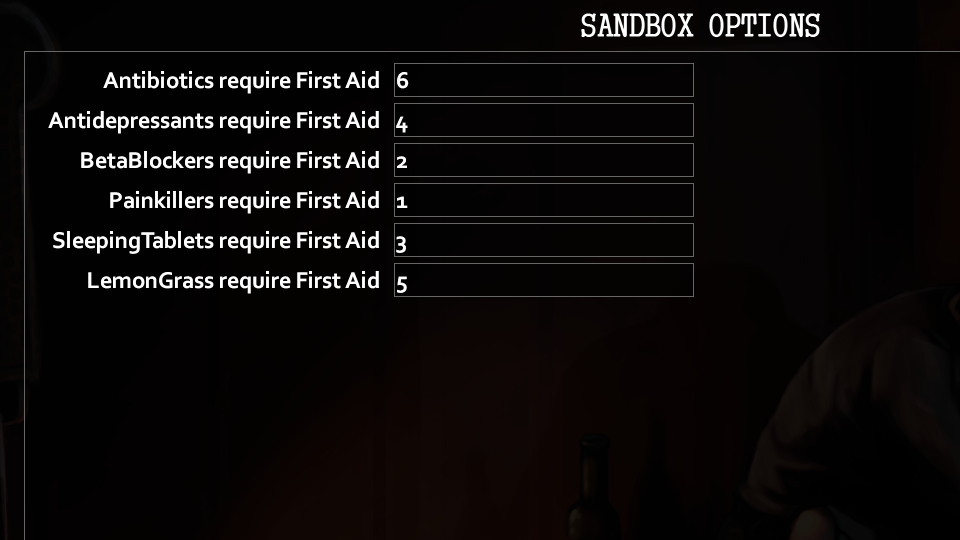 SANDBOX OPTIONS
Antibiotics require First Aid 6
Antidepressants require First Aid 4
BetaBlockers require First Aid 2
Painkillers require First Aid 1
SleepingTablets require First Aid 3
LemonGrass require First Aid 5